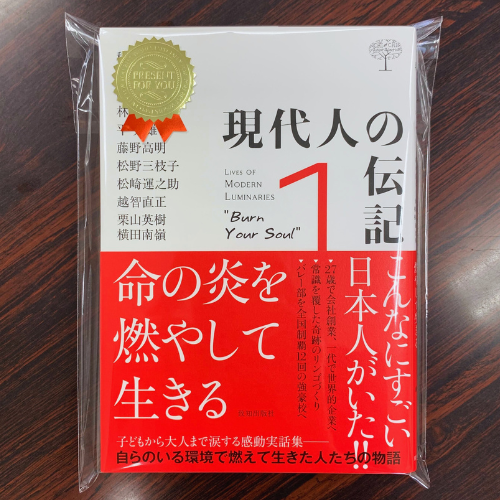 PRESENT
FOR YOU
藤野高明
松野三枝子
松崎運之助
越智直正
栗山英樹
横田南嶺
現代人の
伝記
1
LIVES OF
MODERN
LUMINARIES
"Burn
Your Soul"
こんなにすごい
日本人がいた!!
▼27歳で会社創業、一代で世界的企業へ
▼常識を覆した奇跡のリンゴづくり
▼バレー部を全国制覇12回の強豪校へ
命の炎を
燃やして
生きる
致知出版社
子どもから大人まで涙する感動実話集――
自らのいる環境で燃えて生きた人たちの物語